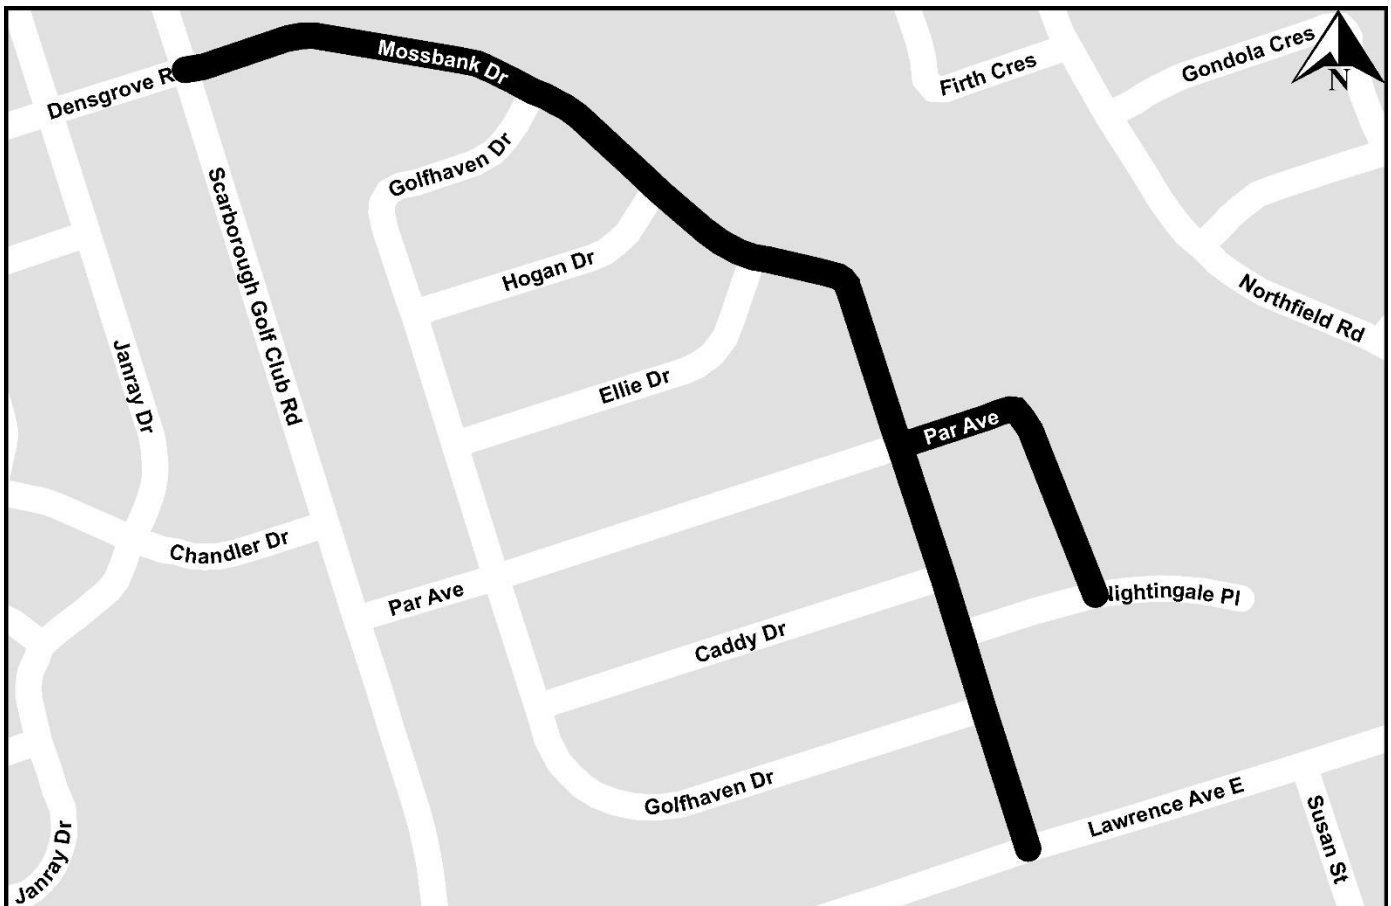 Mossbank Dr
Gondola Cres
N
Firth Cres
Densgrove R
Golfhaven Dr
Scarborough Golf Club Rd
Hogan Dr
Northfield Rd
Janray Dr
Ellie Dr
Par Ave
Chandler Dr
Par Ave
Nightingale Pl
Caddy Dr
Golfhaven Dr
Lawrence Ave E
Susan St
Janray Dr